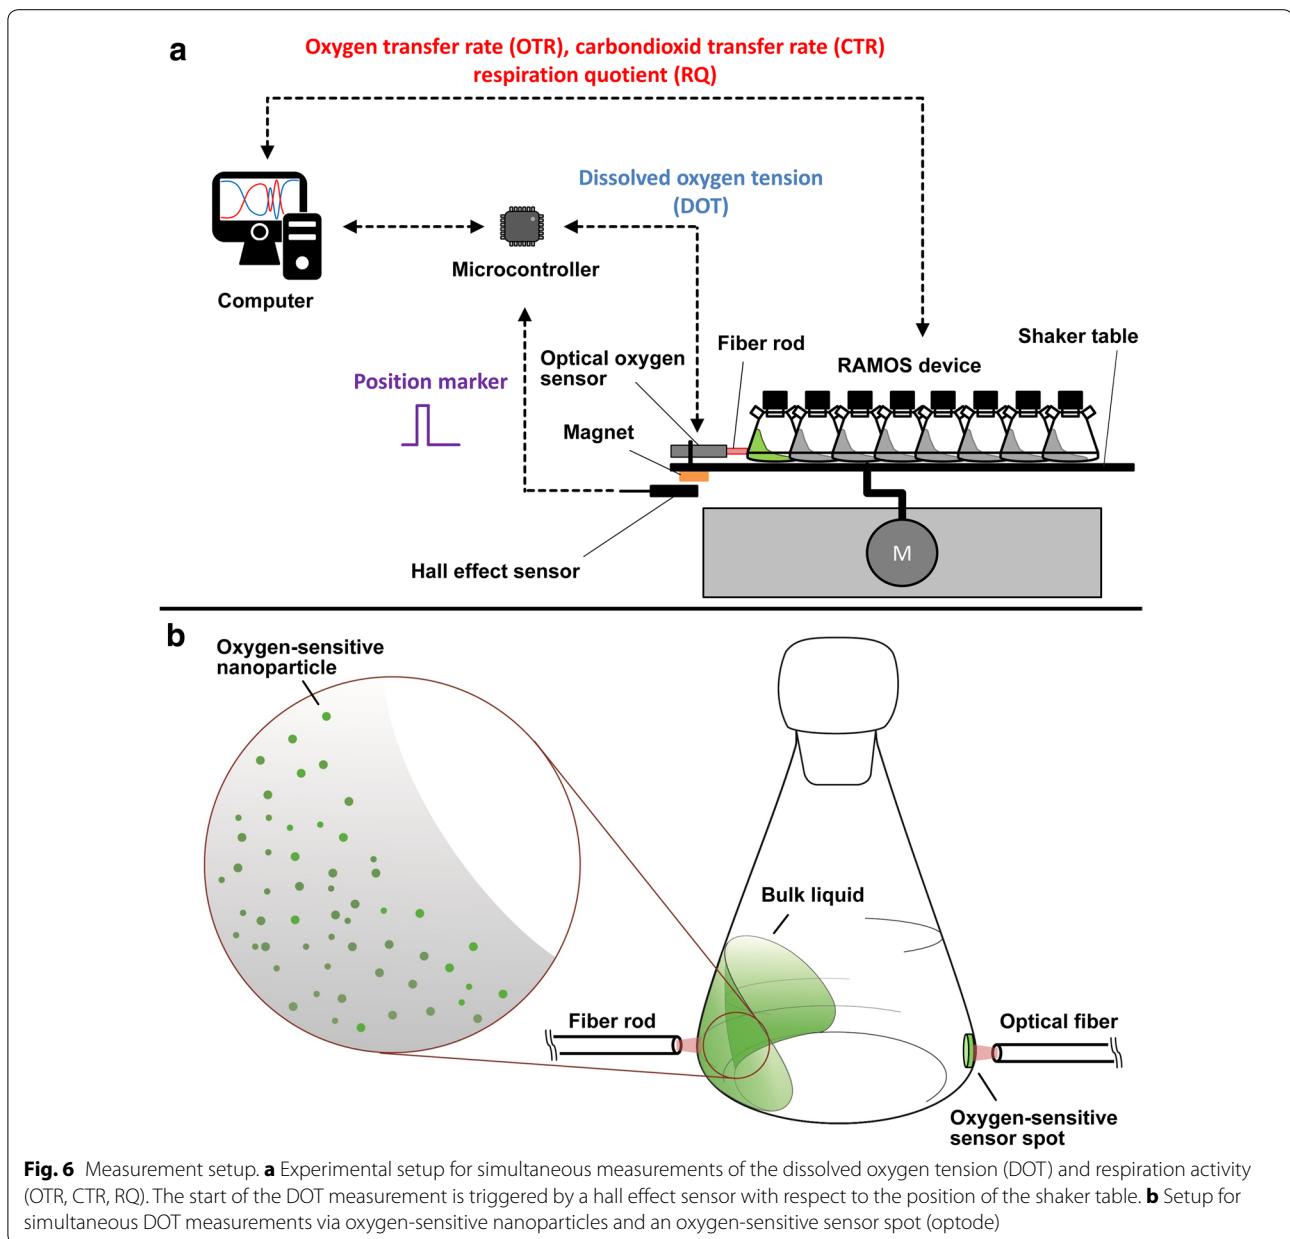 a
Oxygen transfer rate (OTR), carbondioxid transfer rate (CTR)
respiration quotient (RQ)
Dissolved oxygen tension
(DOT)
Microcontroller
Computer
Shaker table
Fiber rod
Optical oxygen
sensor
RAMOS device
Position marker
Magnet
M
Hall effect sensor
b
Oxygen-sensitive
nanoparticle
Bulk liquid
Fiber rod
Optical fiber
Oxygen-sensitive
sensor spot
Fig. 6 Measurement setup. a Experimental setup for simultaneous measurements of the dissolved oxygen tension (DOT) and respiration activity
(OTR, CTR, RQ). The start of the DOT measurement is triggered by a hall effect sensor with respect to the position of the shaker table. b Setup for
simultaneous DOT measurements via oxygen-sensitive nanoparticles and an oxygen-sensitive sensor spot (optode)